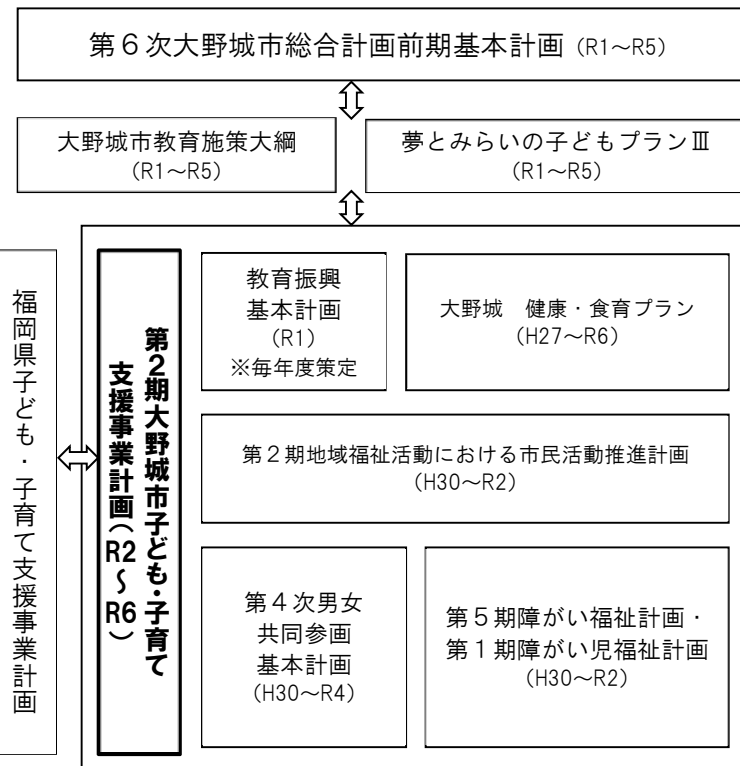 第６次大野城市総合計画前期基本計画（R1～R5）
大野城市教育施策大綱
（R1～R5）
夢とみらいの子どもプランⅢ
（R1～R5）
福岡県子ども・子育て支援事業計画
第２期大野城市子ども・子育て
支援事業計画（R2～R6）
教育振興
基本計画
（R1）
※毎年度策定
大野城　健康・食育プラン
（H27～R6）
第２期地域福祉活動における市民活動推進計画
（H30～R2）
第４次男女
共同参画
基本計画
（H30～R4）
第５期障がい福祉計画・
第１期障がい児福祉計画
（H30～R2）